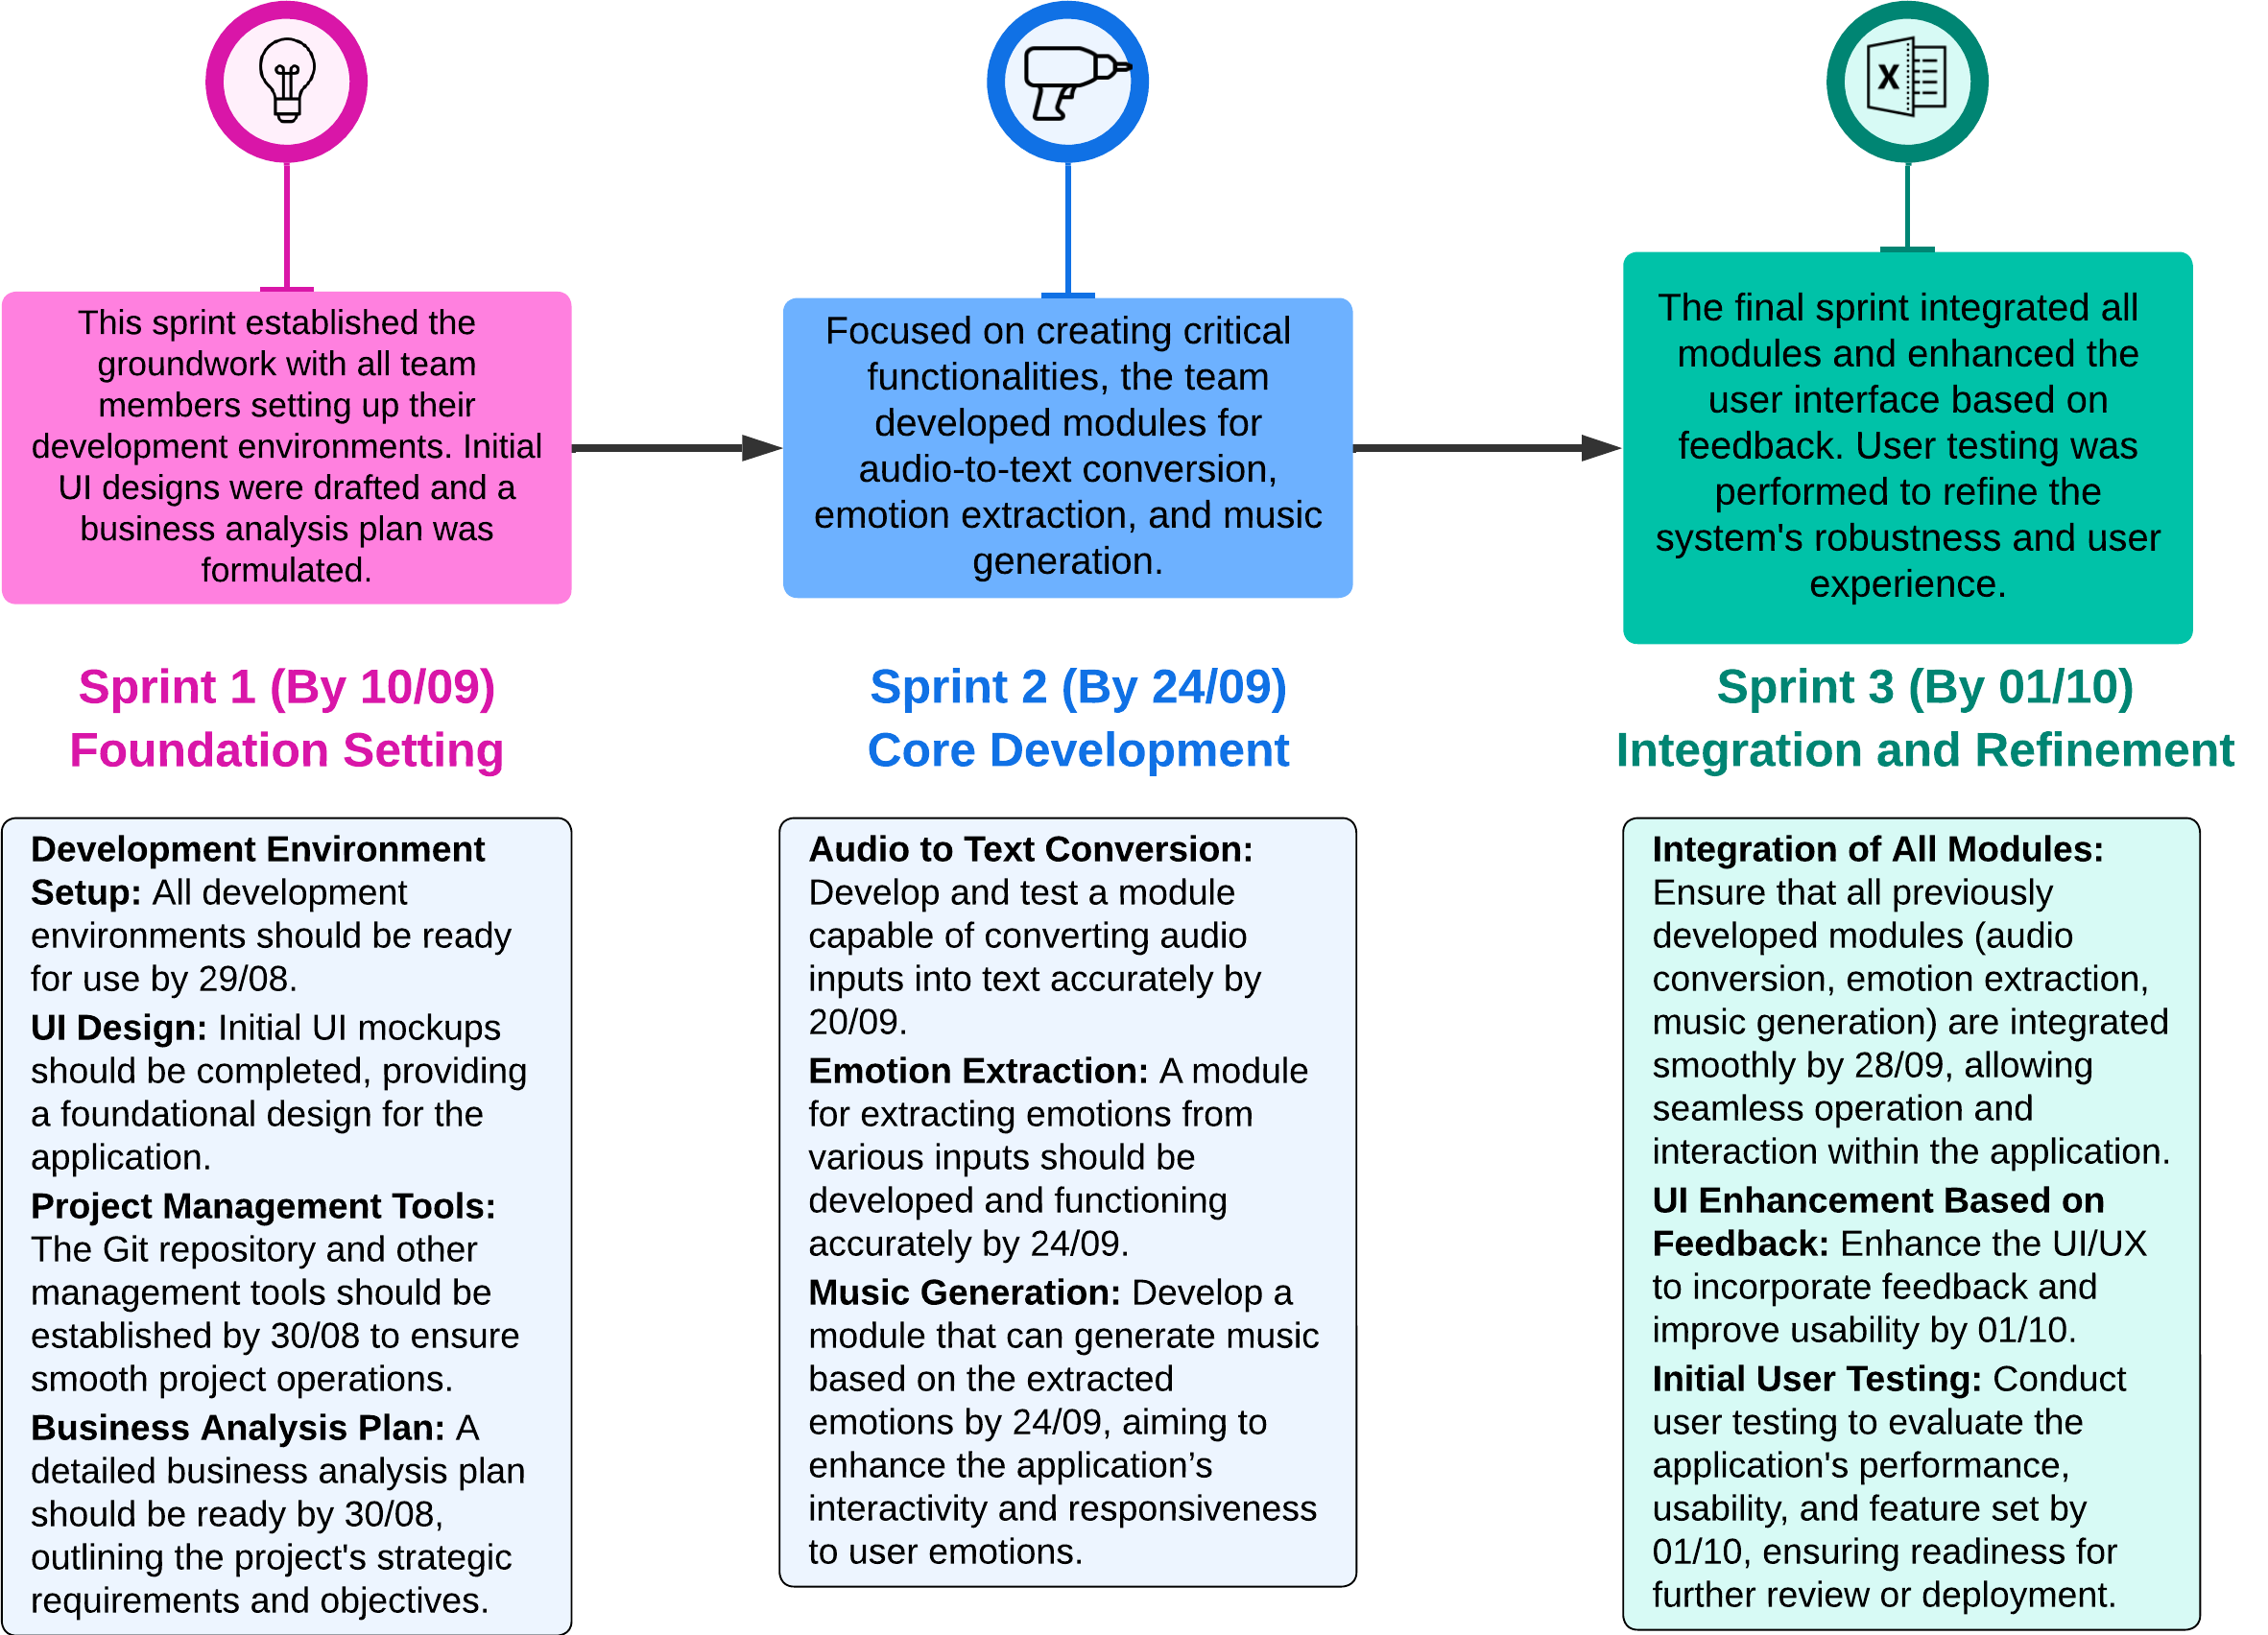 X
This sprint established the
groundwork with all team
members setting up their
development environments. Initial
UI designs were drafted and a
business analysis plan was
formulated.
Focused on creating critical
functionalities, the team
developed modules for
audio-to-text conversion,
emotion extraction, and music
generation.
The final sprint integrated all
modules and enhanced the
user interface based on
feedback. User testing was
performed to refine the
system's robustness and user
experience.
Sprint 1 (By 10/09)
Foundation Setting
Sprint 2 (By 24/09)
Core Development
Sprint 3 (By 01/10)
Integration and Refinement
Development Environment
Setup: All development
environments should be ready
for use by 29/08.
UI Design: Initial UI mockups
should be completed, providing
a foundational design for the
application.
Project Management Tools:
The Git repository and other
management tools should be
established by 30/08 to ensure
smooth project operations.
Business Analysis Plan: A
detailed business analysis plan
should be ready by 30/08,
outlining the project's strategic
requirements and objectives.
Audio to Text Conversion:
Develop and test a module
capable of converting audio
inputs into text accurately by
20/09.
Emotion Extraction: A module
for extracting emotions from
various inputs should be
developed and functioning
accurately by 24/09.
Music Generation: Develop a
module that can generate music
based on the extracted
emotions by 24/09, aiming to
enhance the application’s
interactivity and responsiveness
to user emotions.
Integration of All Modules:
Ensure that all previously
developed modules (audio
conversion, emotion extraction,
music generation) are integrated
smoothly by 28/09, allowing
seamless operation and
interaction within the application.
UI Enhancement Based on
Feedback: Enhance the UI/UX
to incorporate feedback and
improve usability by 01/10.
Initial User Testing: Conduct
user testing to evaluate the
application's performance,
usability, and feature set by
01/10, ensuring readiness for
further review or deployment.